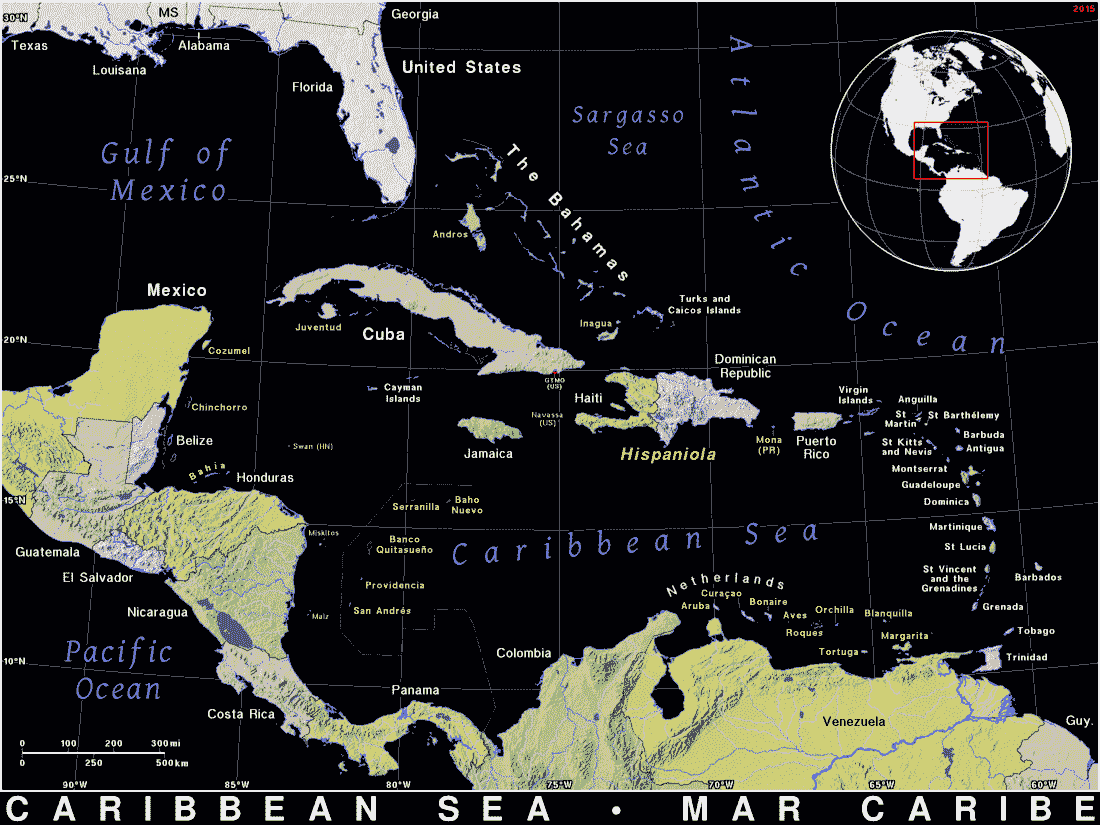 2015
30°N
MS
Georgia
Texas
Alabama
Louisana
United States
Florida
Atlantic Ocean
Sargasso
Sea
Gulf of
Mexico
25°N
The Bahamas
Andros
Mexico
Juventud
Cuba
Turks and
Caicos Islands
Inagua
20°N
Cozumel
Dominican
Republic
GTMO
(US)
Cayman
Islands
Haiti
Virgin
Islands
Anguilla
Chinchorro
Navassa
(US)
St
Martin
St Barthélemy
Belize
Swan (HN)
Jamaica
Hispaniola
Mona
(PR)
Puerto
Rico
St Kitts
and Nevis
Barbuda
Antigua
Bahia
Honduras
Montserrat
Guadeloupe
15°N
Serranilla
Baho
Nuevo
Dominica
Miskitos
Caribbean Sea
Martinique
Guatemala
Banco
Quitasueño
St Lucia
El Salvador
Providencia
Netherlands
St Vincent
and the
Grenadines
Barbados
Nicaragua
Maíz
San Andrés
Aruba
Curaçao
Bonaire
Aves
Roques
Orchilla
Blanquilla
Grenada
Tobago
Margarita
Pacific
Ocean
10°N
Colombia
Tortuga
Trinidad
Panama
Costa Rica
Venezuela
Guy.
0 100 200 300 mi
0 250 500 km
90°W 85°W 80°W 75°W 70°W 65°W 60°W
CARIBBEAN SEA • MAR CARIBE